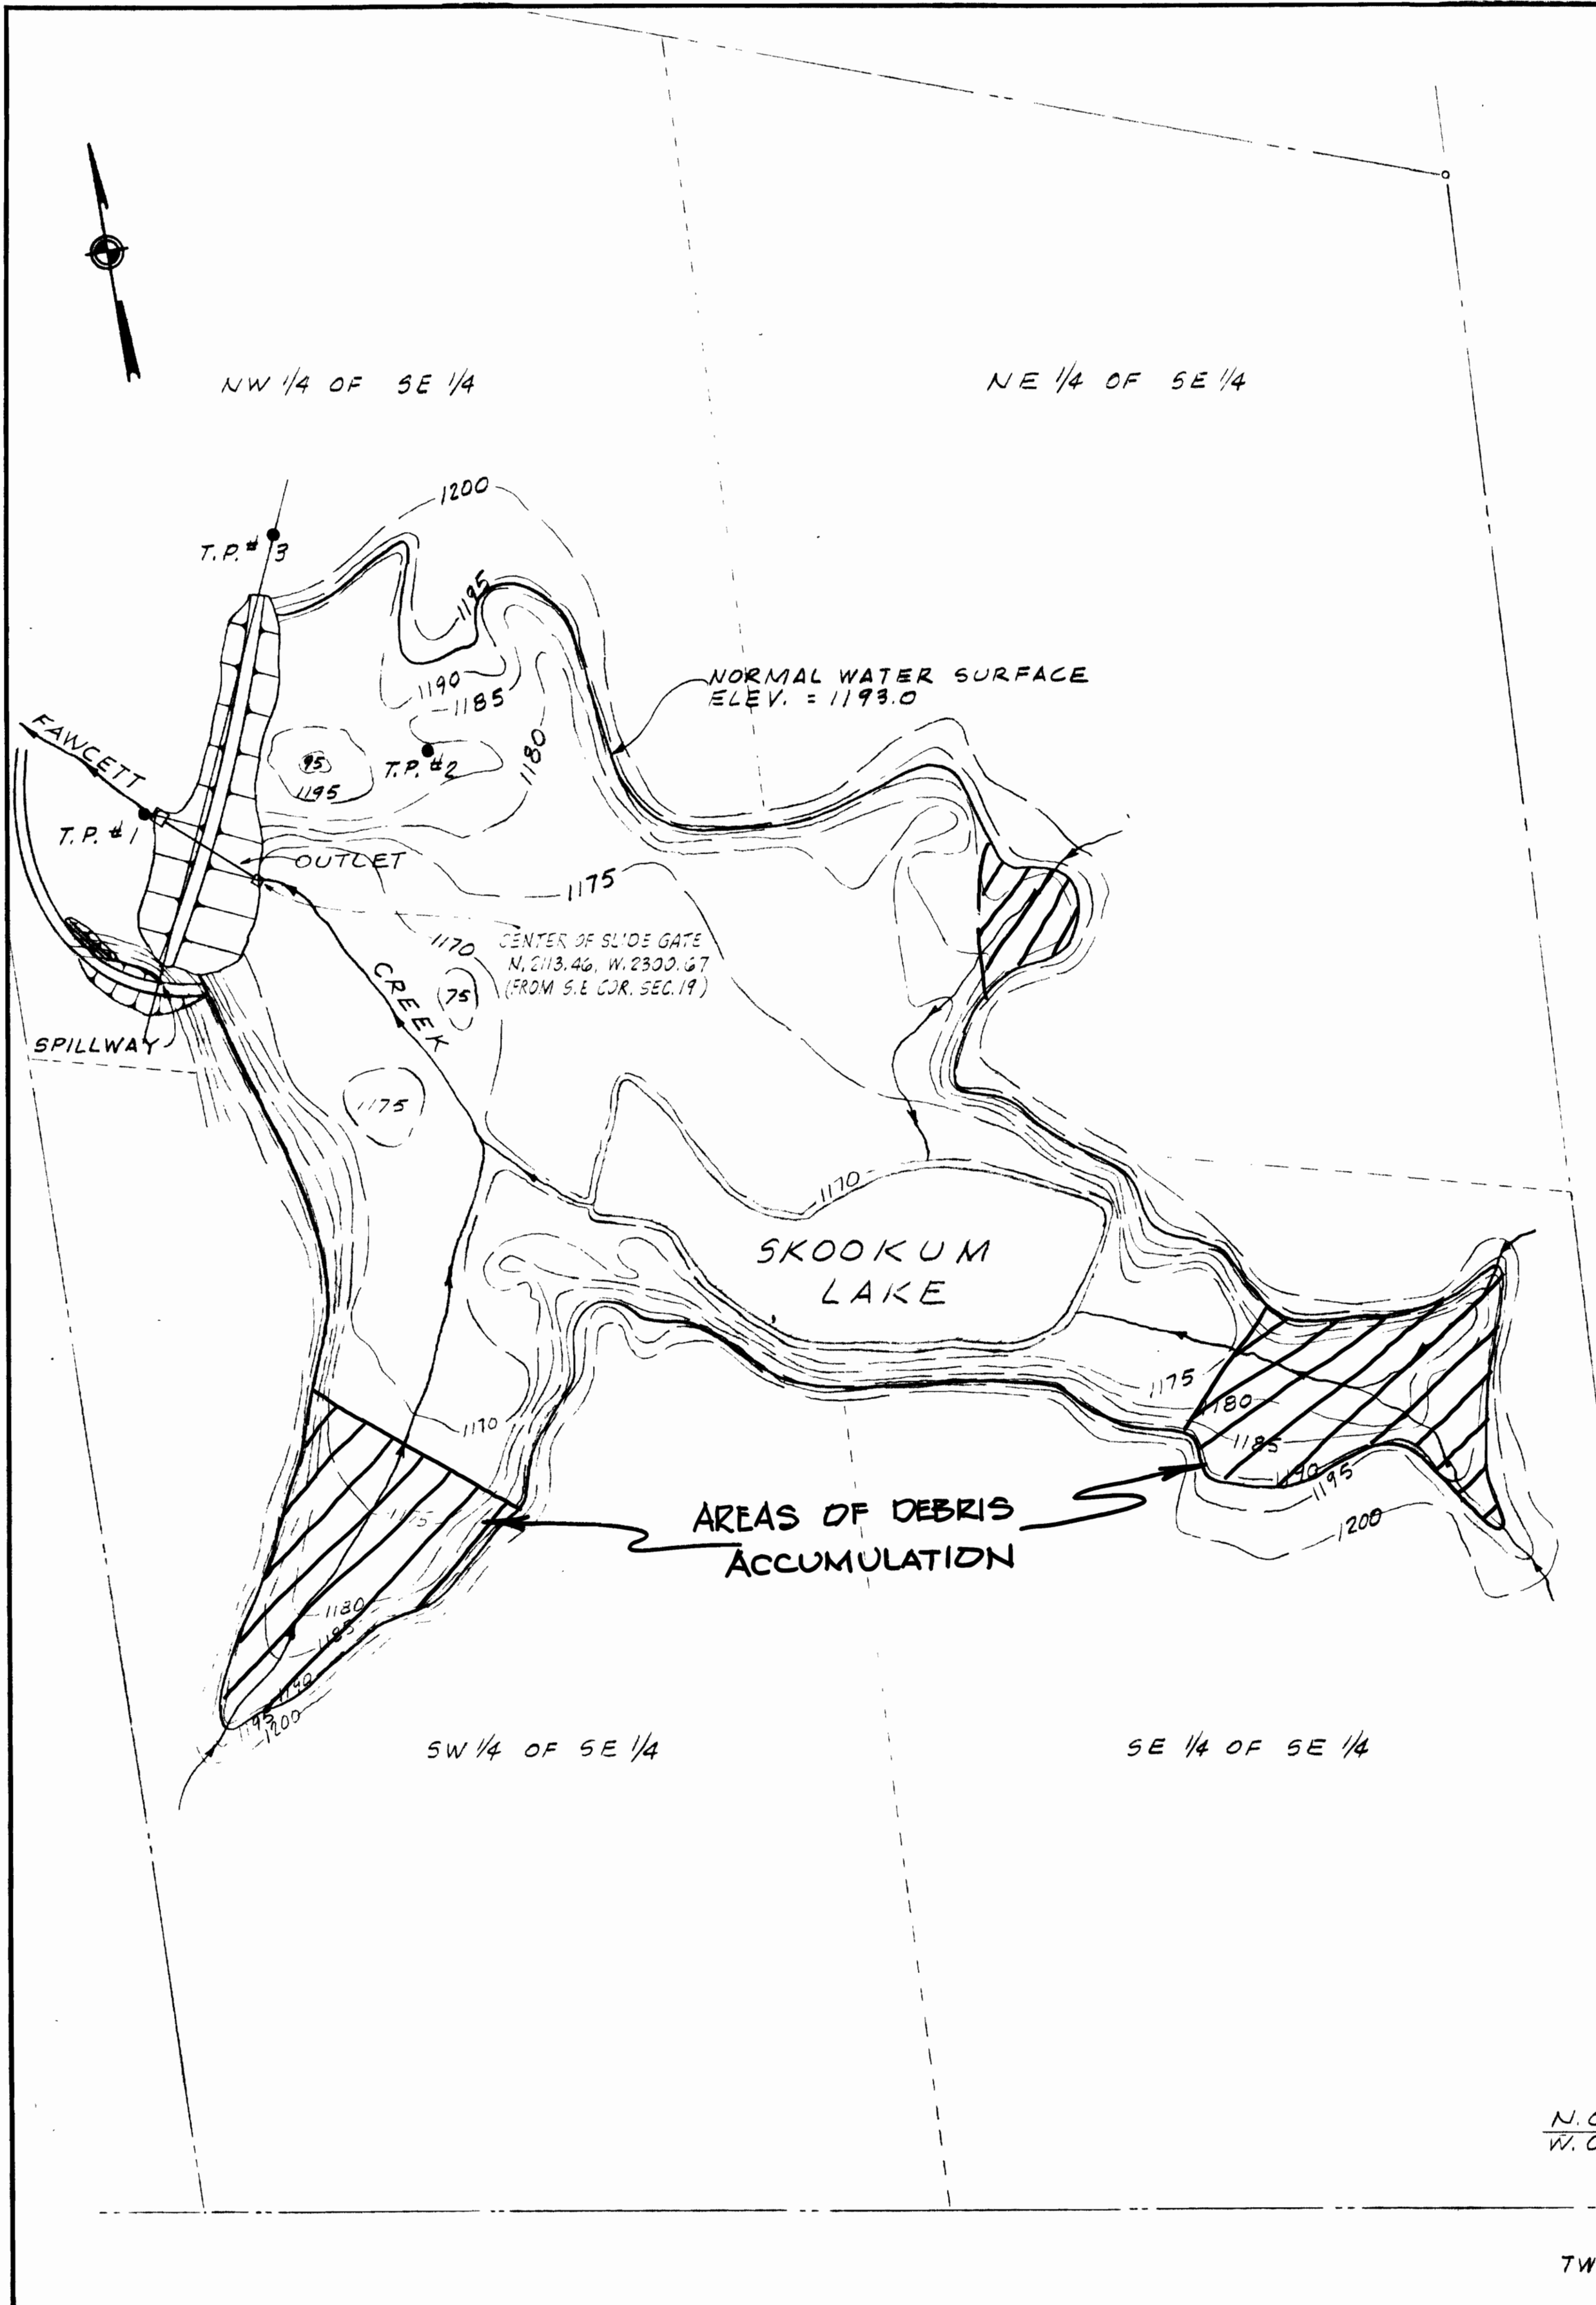 NW 1/4 OF SE 1/4
NE 1/4 OF SE 1/4
1200
T.P. # 3
1195
1190
1185
NORMAL WATER SURFACE
ELEV. = 1193.0
FAWCETT
95
1195
T.P. #2
1180
T.P. #1
OUTLET
1175
1170
CENTER OF SLIDE GATE
N. 2113.46, W. 2300.67
(FROM S.E COR. SEC. 19)
CREEK
75
SPILLWAY
1175
1170
SKOOKUM
LAKE
1175
1180
1170
1185
1190
1195
1200
1175
AREAS OF DEBRIS
ACCUMULATION
1180
1185
1190
1195
1200
SW 1/4 OF SE 1/4
SE 1/4 OF SE 1/4
N. 
W. 
TW